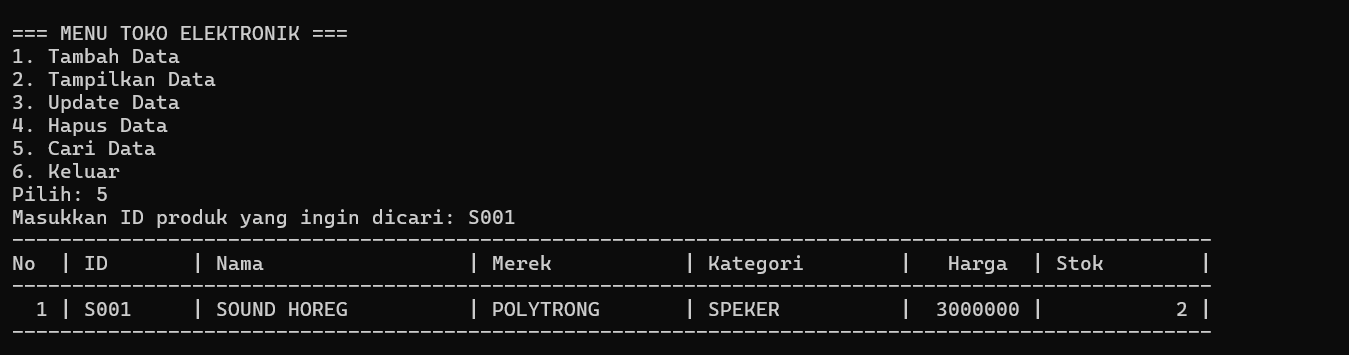 === MENU TOKO ELEKTRONIK ===
1. Tambah Data
2. Tampilkan Data
3. Update Data
4. Hapus Data
5. Cari Data
6. Keluar
Pilih: 5
Masukkan ID produk yang ingin dicari: S001
----------------------------------------------------------------------------------------------------
No  | ID       | Nama                 | Merek           | Kategori        |   Harga  | Stok        |
----------------------------------------------------------------------------------------------------
  1 | S001     | SOUND HOREG          | POLYTRONG       | SPEKER          |  3000000 |           2 |
----------------------------------------------------------------------------------------------------